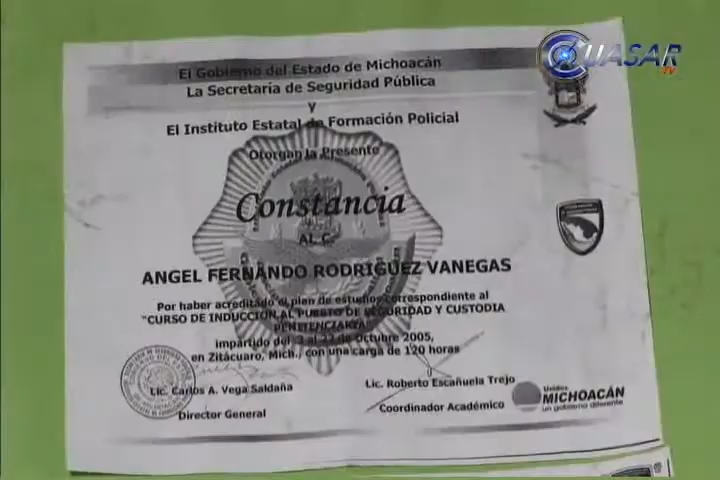 QUASAR
TV
El Gobierno del Estado de Michoacán
La Secretaría de Seguridad Pública
Y
El Instituto Estatal de Formación Policial
Otorgan la Presente
Constancia
AL C.
ANGEL FERNANDO RODRIGUEZ VANEGAS
Por haber acreditado el plan de estudios correspondiente al
"CURSO DE INDUCCION AL PUESTO DE SEGURIDAD Y CUSTODIA
PENITENCIARIA"
impartido del al de Octubre 2005,
en Zitácuaro, Mich., con una carga de 120 horas
Lic. Carlos A. Vega Saldaña
Director General
Lic. Roberto Escañuela Trejo
Coordinador Académico
Unidos
MICHOACÁN
un gobierno diferente